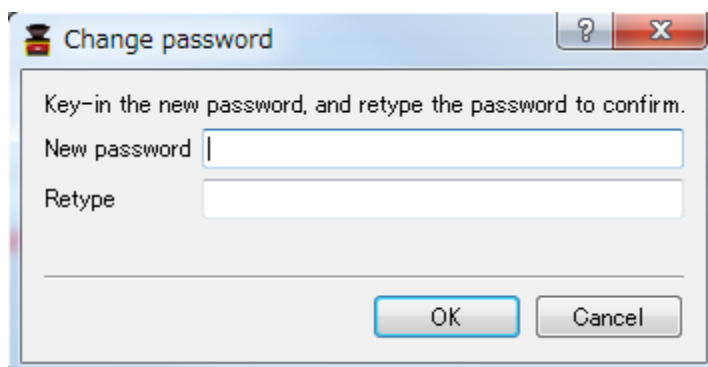 Change password
Key-in the new password, and retype the password to confirm.
New password
Retype
OK
Cancel